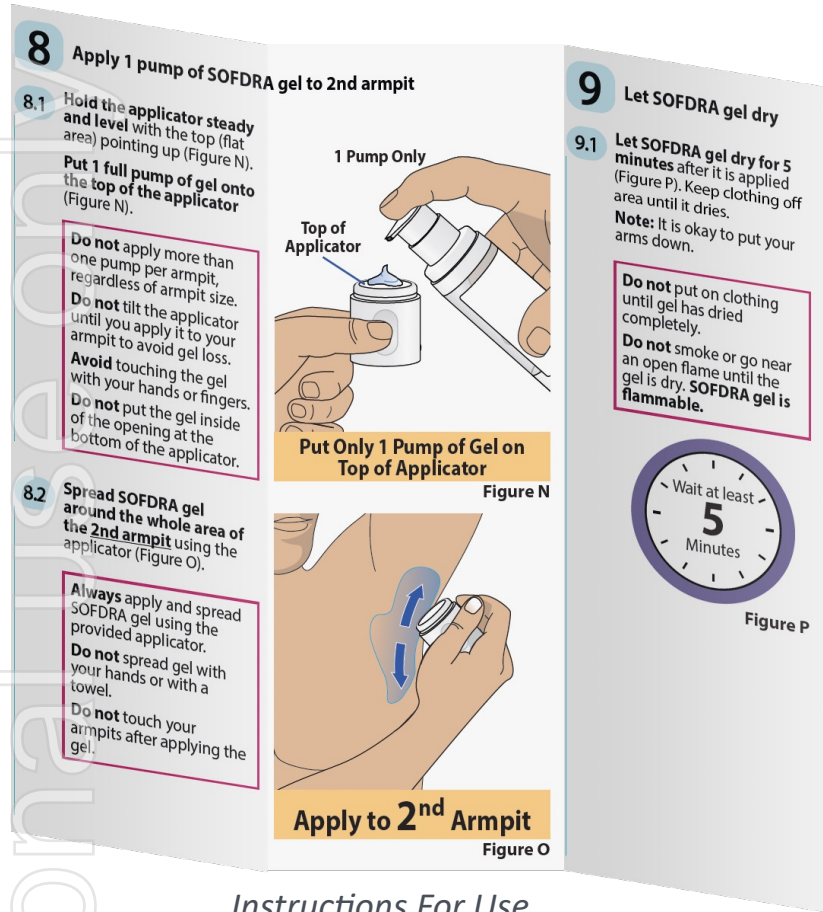 8 Apply 1 pump of SOFDRA gel to 2nd armpit
8.1 Hold the applicator steady
and level with the top (flat
area) pointing up (Figure N).
Put 1 full pump of gel onto
the top of the applicator
(Figure N).
Do not apply more than
one pump per armpit,
regardless of armpit size.
Do not tilt the applicator
until you apply it to your
armpit to avoid gel loss.
Avoid touching the gel
with your hands or fingers.
Do not put the gel inside
of the opening at the
bottom of the applicator.
8.2 Spread SOFDRA gel
around the whole area of
the 2nd armpit using the
applicator (Figure O).
Always apply and spread
SOFDRA gel using the
provided applicator.
Do not spread gel with
your hands or with a
towel.
Do not touch your
armpits after applying the
gel.
1 Pump Only
Top of
Applicator
Put Only 1 Pump of Gel on
Top of Applicator
Figure N
Apply to 2nd Armpit
Figure O
9 Let SOFDRA gel dry
9.1 Let SOFDRA gel dry for 5
minutes after it is applied
(Figure P). Keep clothing off
area until it dries.
Note: It is okay to put your
arms down.
Do not put on clothing
until gel has dried
completely.
Do not smoke or go near
an open flame until the
gel is dry. SOFDRA gel is
flammable.
Wait at least
5
Minutes
Figure P
Instructions For Use
onal use only